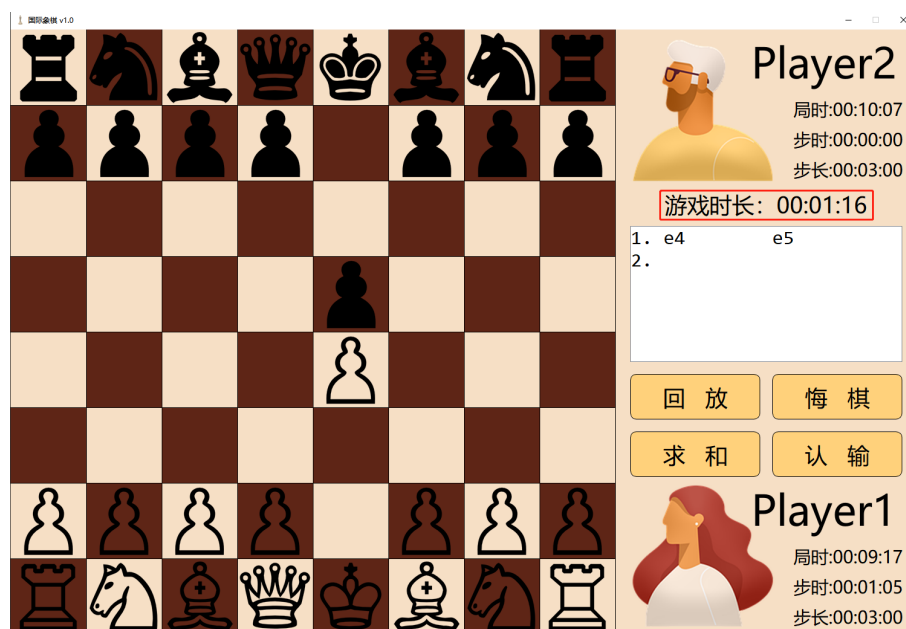 国际象棋 v1.0
Player2
局时:00:10:07
步时:00:00:00
步长:00:03:00
游戏时长：00:01:16
1. e4 e5
2.
回 放
悔 棋
求 和
认 输
Player1
局时:00:09:17
步时:00:01:05
步长:00:03:00